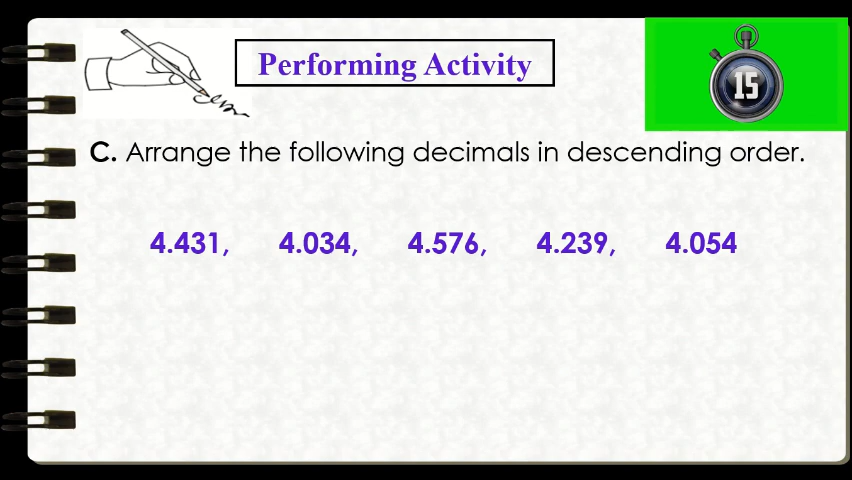 Performing Activity
15
C. Arrange the following decimals in descending order.
4.431, 4.034, 4.576, 4.239, 4.054